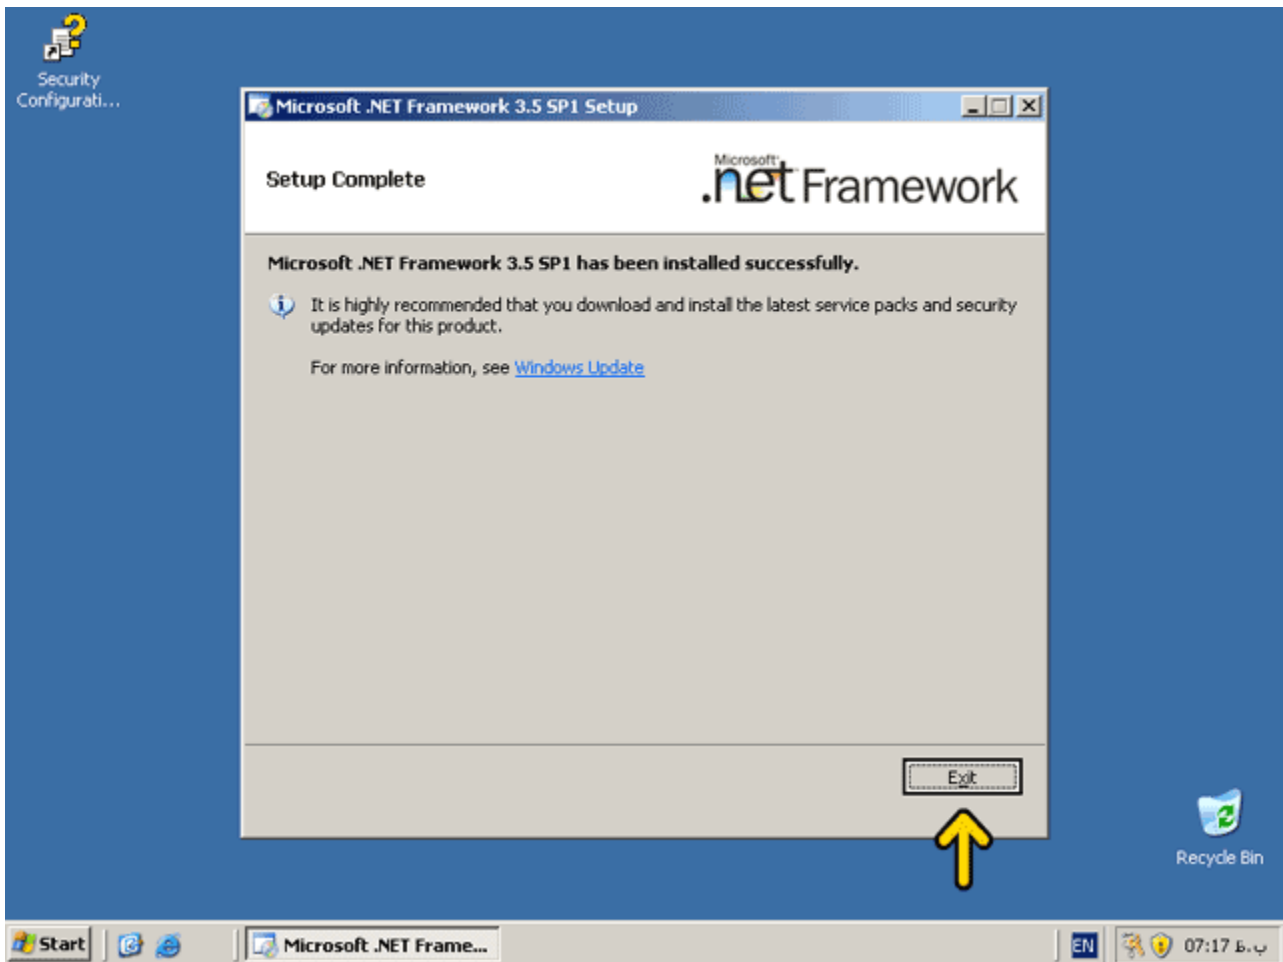 Security
Configurati...
Microsoft .NET Framework 3.5 SP1 Setup
Setup Complete
Microsoft
.net Framework
Microsoft .NET Framework 3.5 SP1 has been installed successfully.
It is highly recommended that you download and install the latest service packs and security
updates for this product.
For more information, see Windows Update
Exit
Recycle Bin
Start
Microsoft .NET Frame...
EN
07:17 ب.ظ